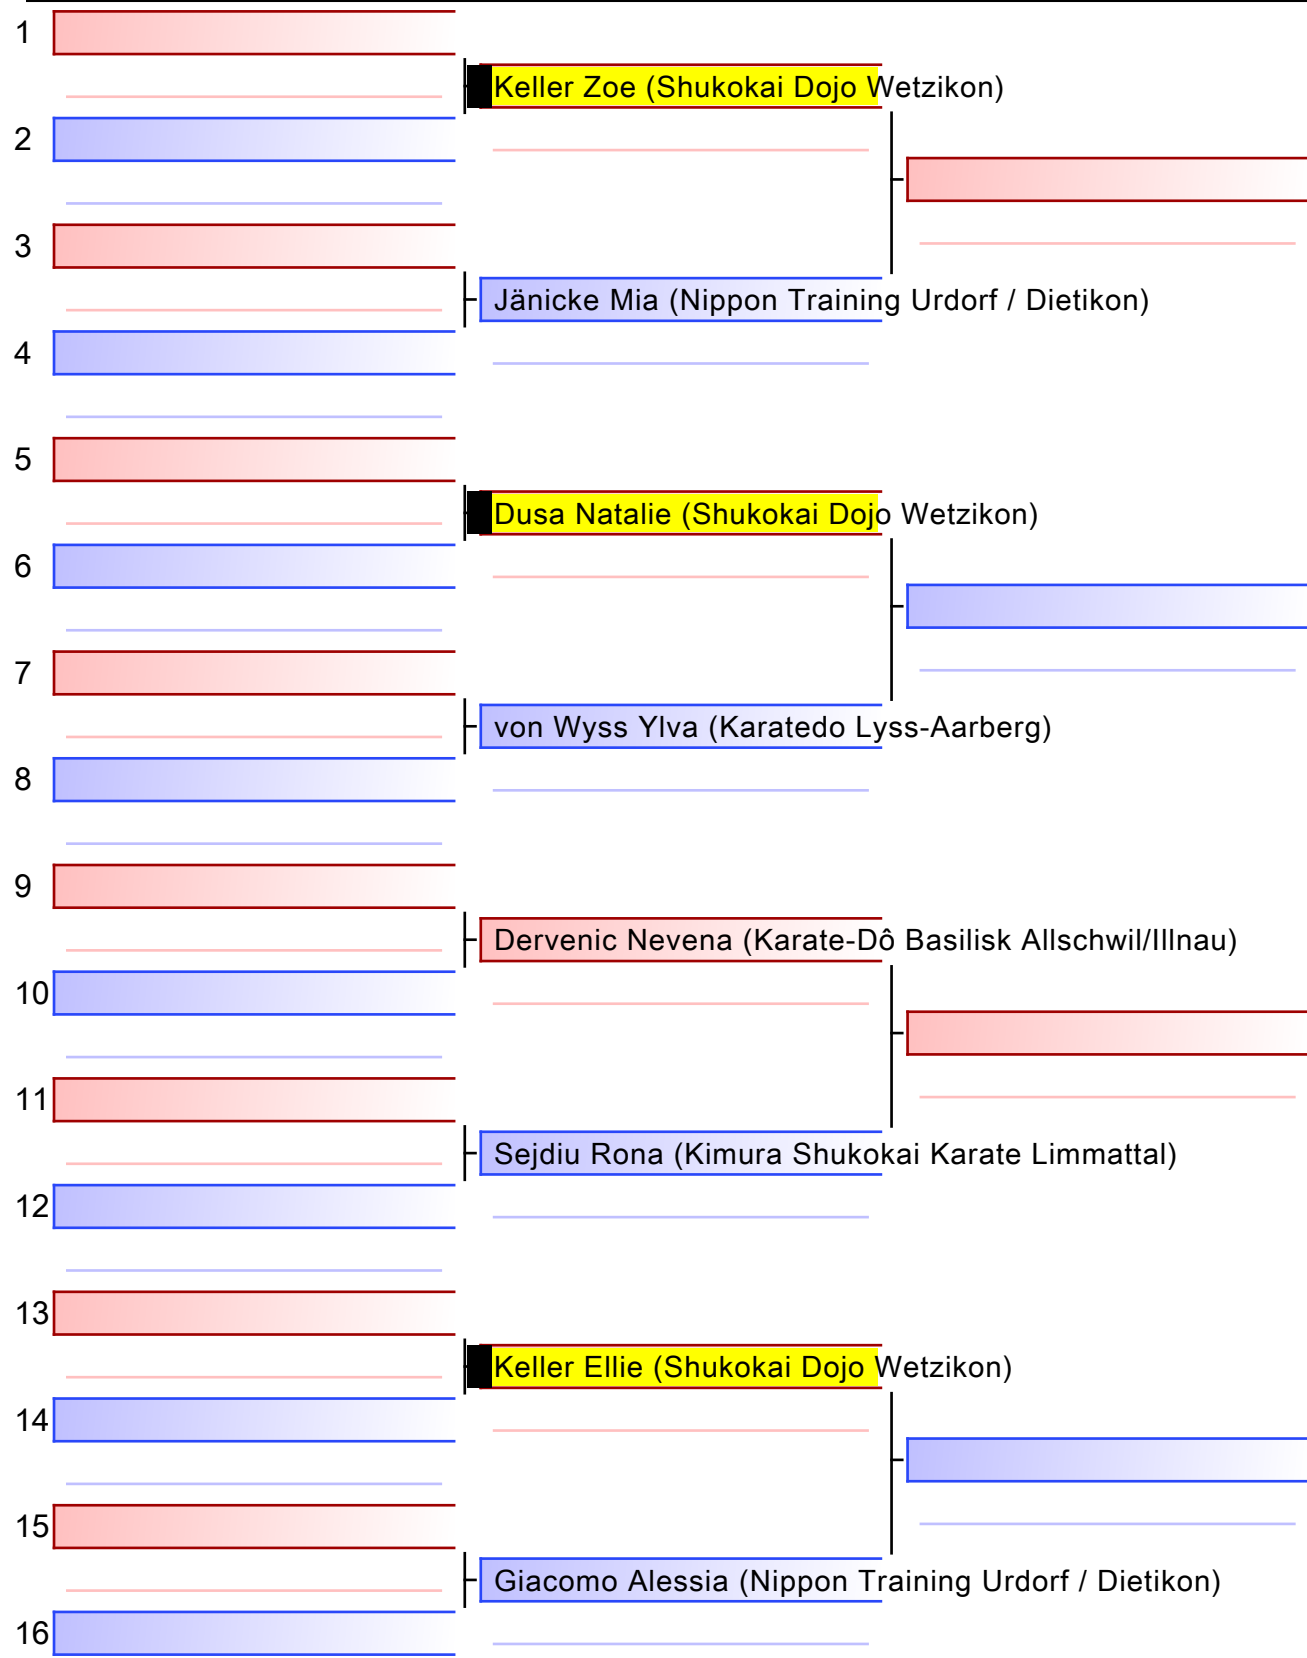 1
Keller Zoe (Shukokai Dojo Wetzikon)
2
3
Jänicke Mia (Nippon Training Urdorf / Dietikon)
4
5
Dusa Natalie (Shukokai Dojo Wetzikon)
6
7
von Wyss Ylva (Karatedo Lyss-Aarberg)
8
9
Dervenic Nevena (Karate-Dô Basilisk Allschwil/Illnau)
10
11
Sejdiu Rona (Kimura Shukokai Karate Limmattal)
12
13
Keller Ellie (Shukokai Dojo Wetzikon)
14
15
Giacomo Alessia (Nippon Training Urdorf / Dietikon)
16